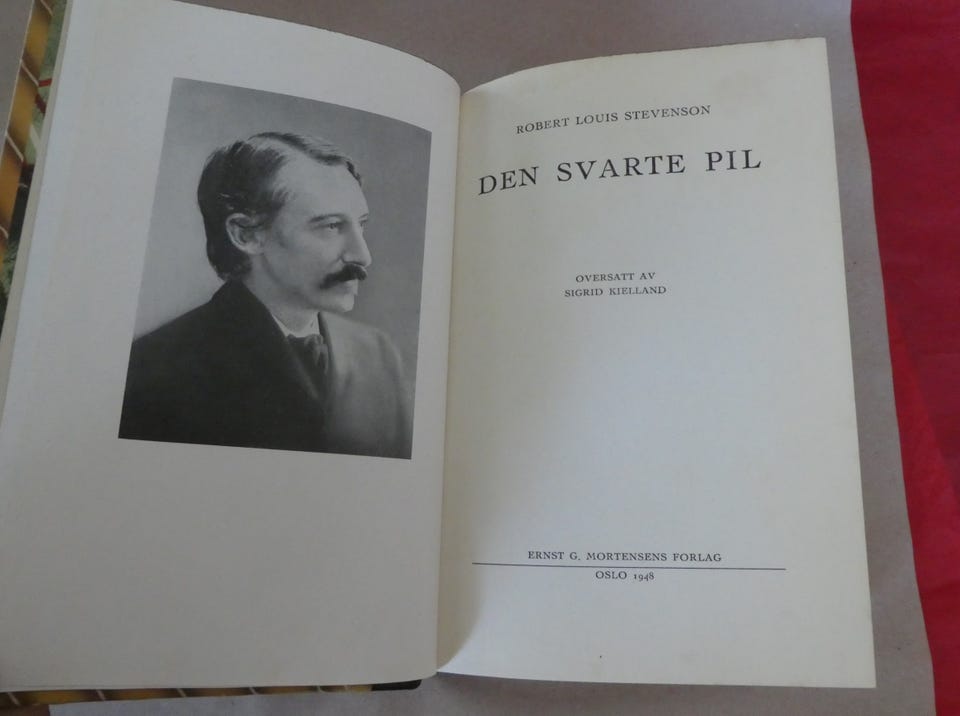 ROBERT LOUIS STEVENSON
DEN SVARTE PIL
OVERSATT AV
SIGRID KIELLAND
ERNST G. MORTENSENS FORLAG
OSLO 1948